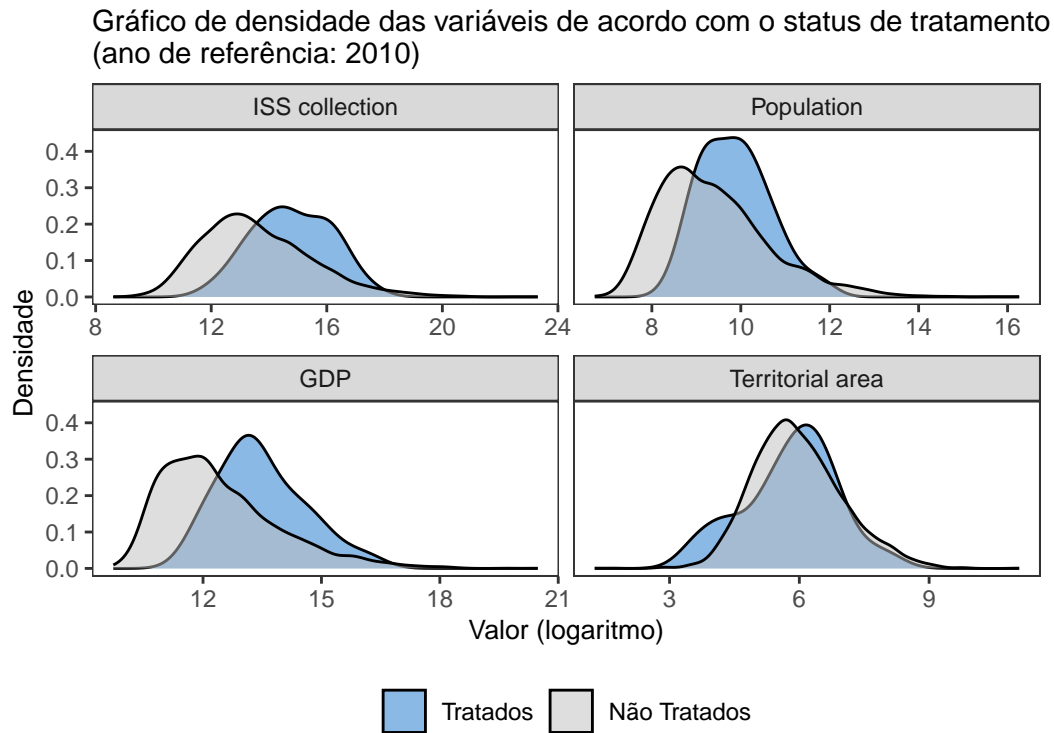 Gráfico de densidade das variáveis de acordo com o status de tratamento
(ano de referência: 2010)
ISS collection
Population
0.4
0.3
0.2
0.1
0.0
8 12 16 20 24
8 10 12 14 16
Densidade
GDP
Territorial area
0.4
0.3
0.2
0.1
0.0
12 15 18 21
3 6 9
Valor (logaritmo)
Tratados Não Tratados